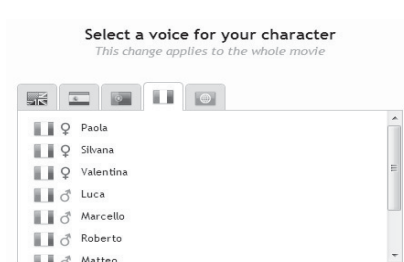 Select a voice for your character
This change applies to the whole movie
Paola
Silvana
Valentina
Luca
Marcello
Roberto
Matteo